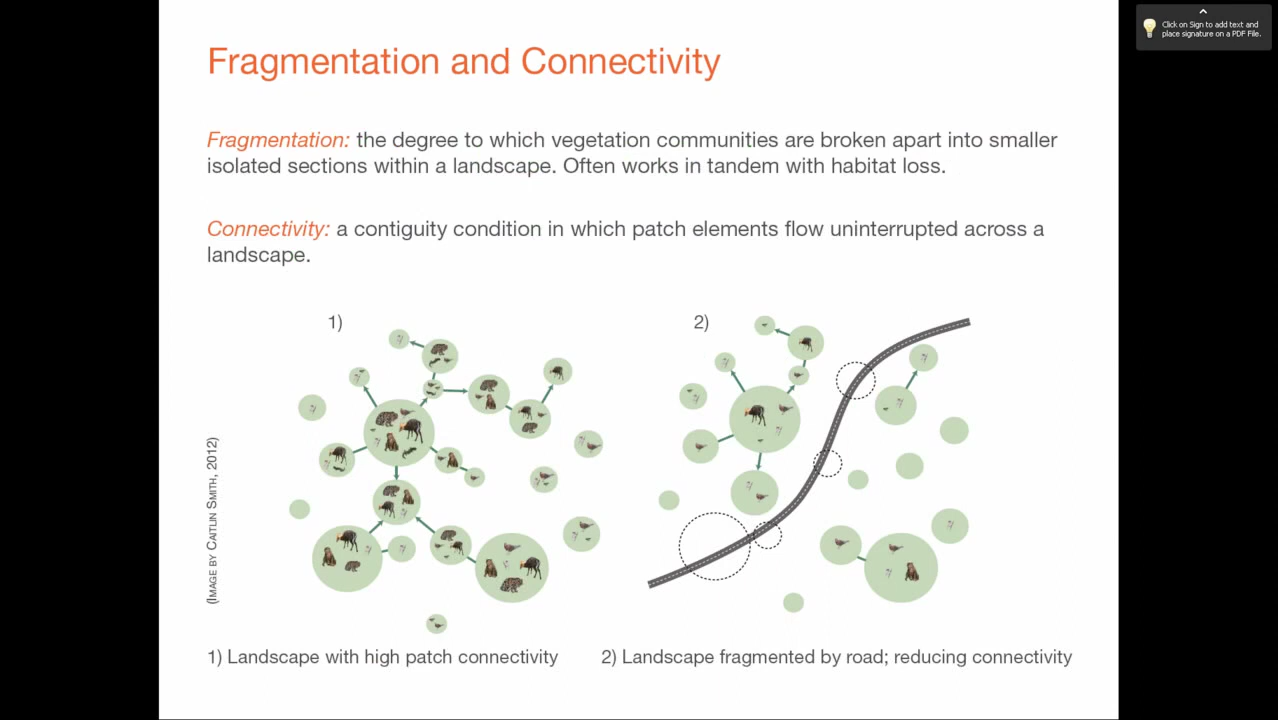 Click on Sign to add text and
place signature on a PDF File.
Fragmentation and Connectivity
Fragmentation: the degree to which vegetation communities are broken apart into smaller
isolated sections within a landscape. Often works in tandem with habitat loss.
Connectivity: a contiguity condition in which patch elements flow uninterrupted across a
landscape.
1)
2)
(Image by Caitlin Smith, 2012)
1) Landscape with high patch connectivity
2) Landscape fragmented by road; reducing connectivity